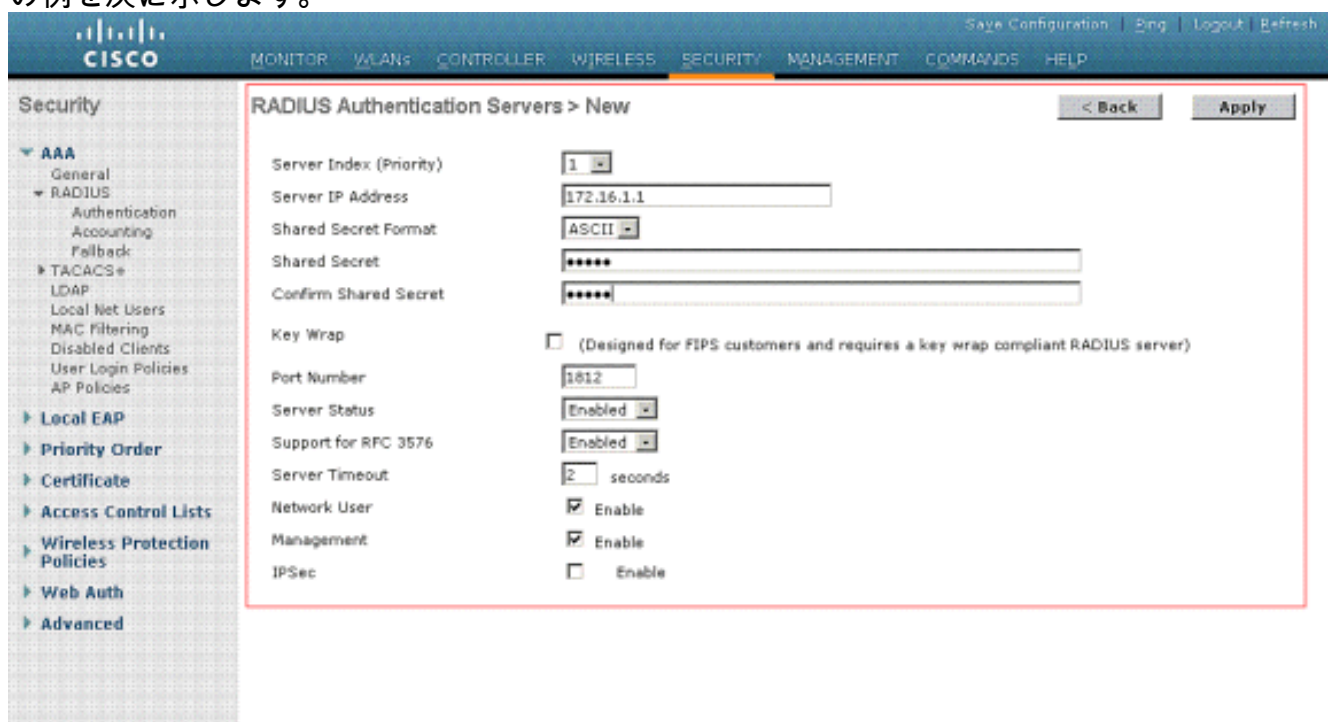 の例を次に示します。
Save Configuration | Ping | Logout | Refresh
CISCO
MONITOR WLANs CONTROLLER WIRELESS SECURITY MANAGEMENT COMMANDS HELP
Security
AAA
General
RADIUS
Authentication
Accounting
Fallback
TACACS+
LDAP
Local Net Users
MAC Filtering
Disabled Clients
User Login Policies
AP Policies
Local EAP
Priority Order
Certificate
Access Control Lists
Wireless Protection
Policies
Web Auth
Advanced
RADIUS Authentication Servers > New
< Back Apply
Server Index (Priority) 1
Server IP Address 172.16.1.1
Shared Secret Format ASCII
Shared Secret •••••
Confirm Shared Secret •••••
Key Wrap (Designed for FIPS customers and requires a key wrap compliant RADIUS server)
Port Number 1812
Server Status Enabled
Support for RFC 3576 Enabled
Server Timeout 2 seconds
Network User Enable
Management Enable
IPSec Enable